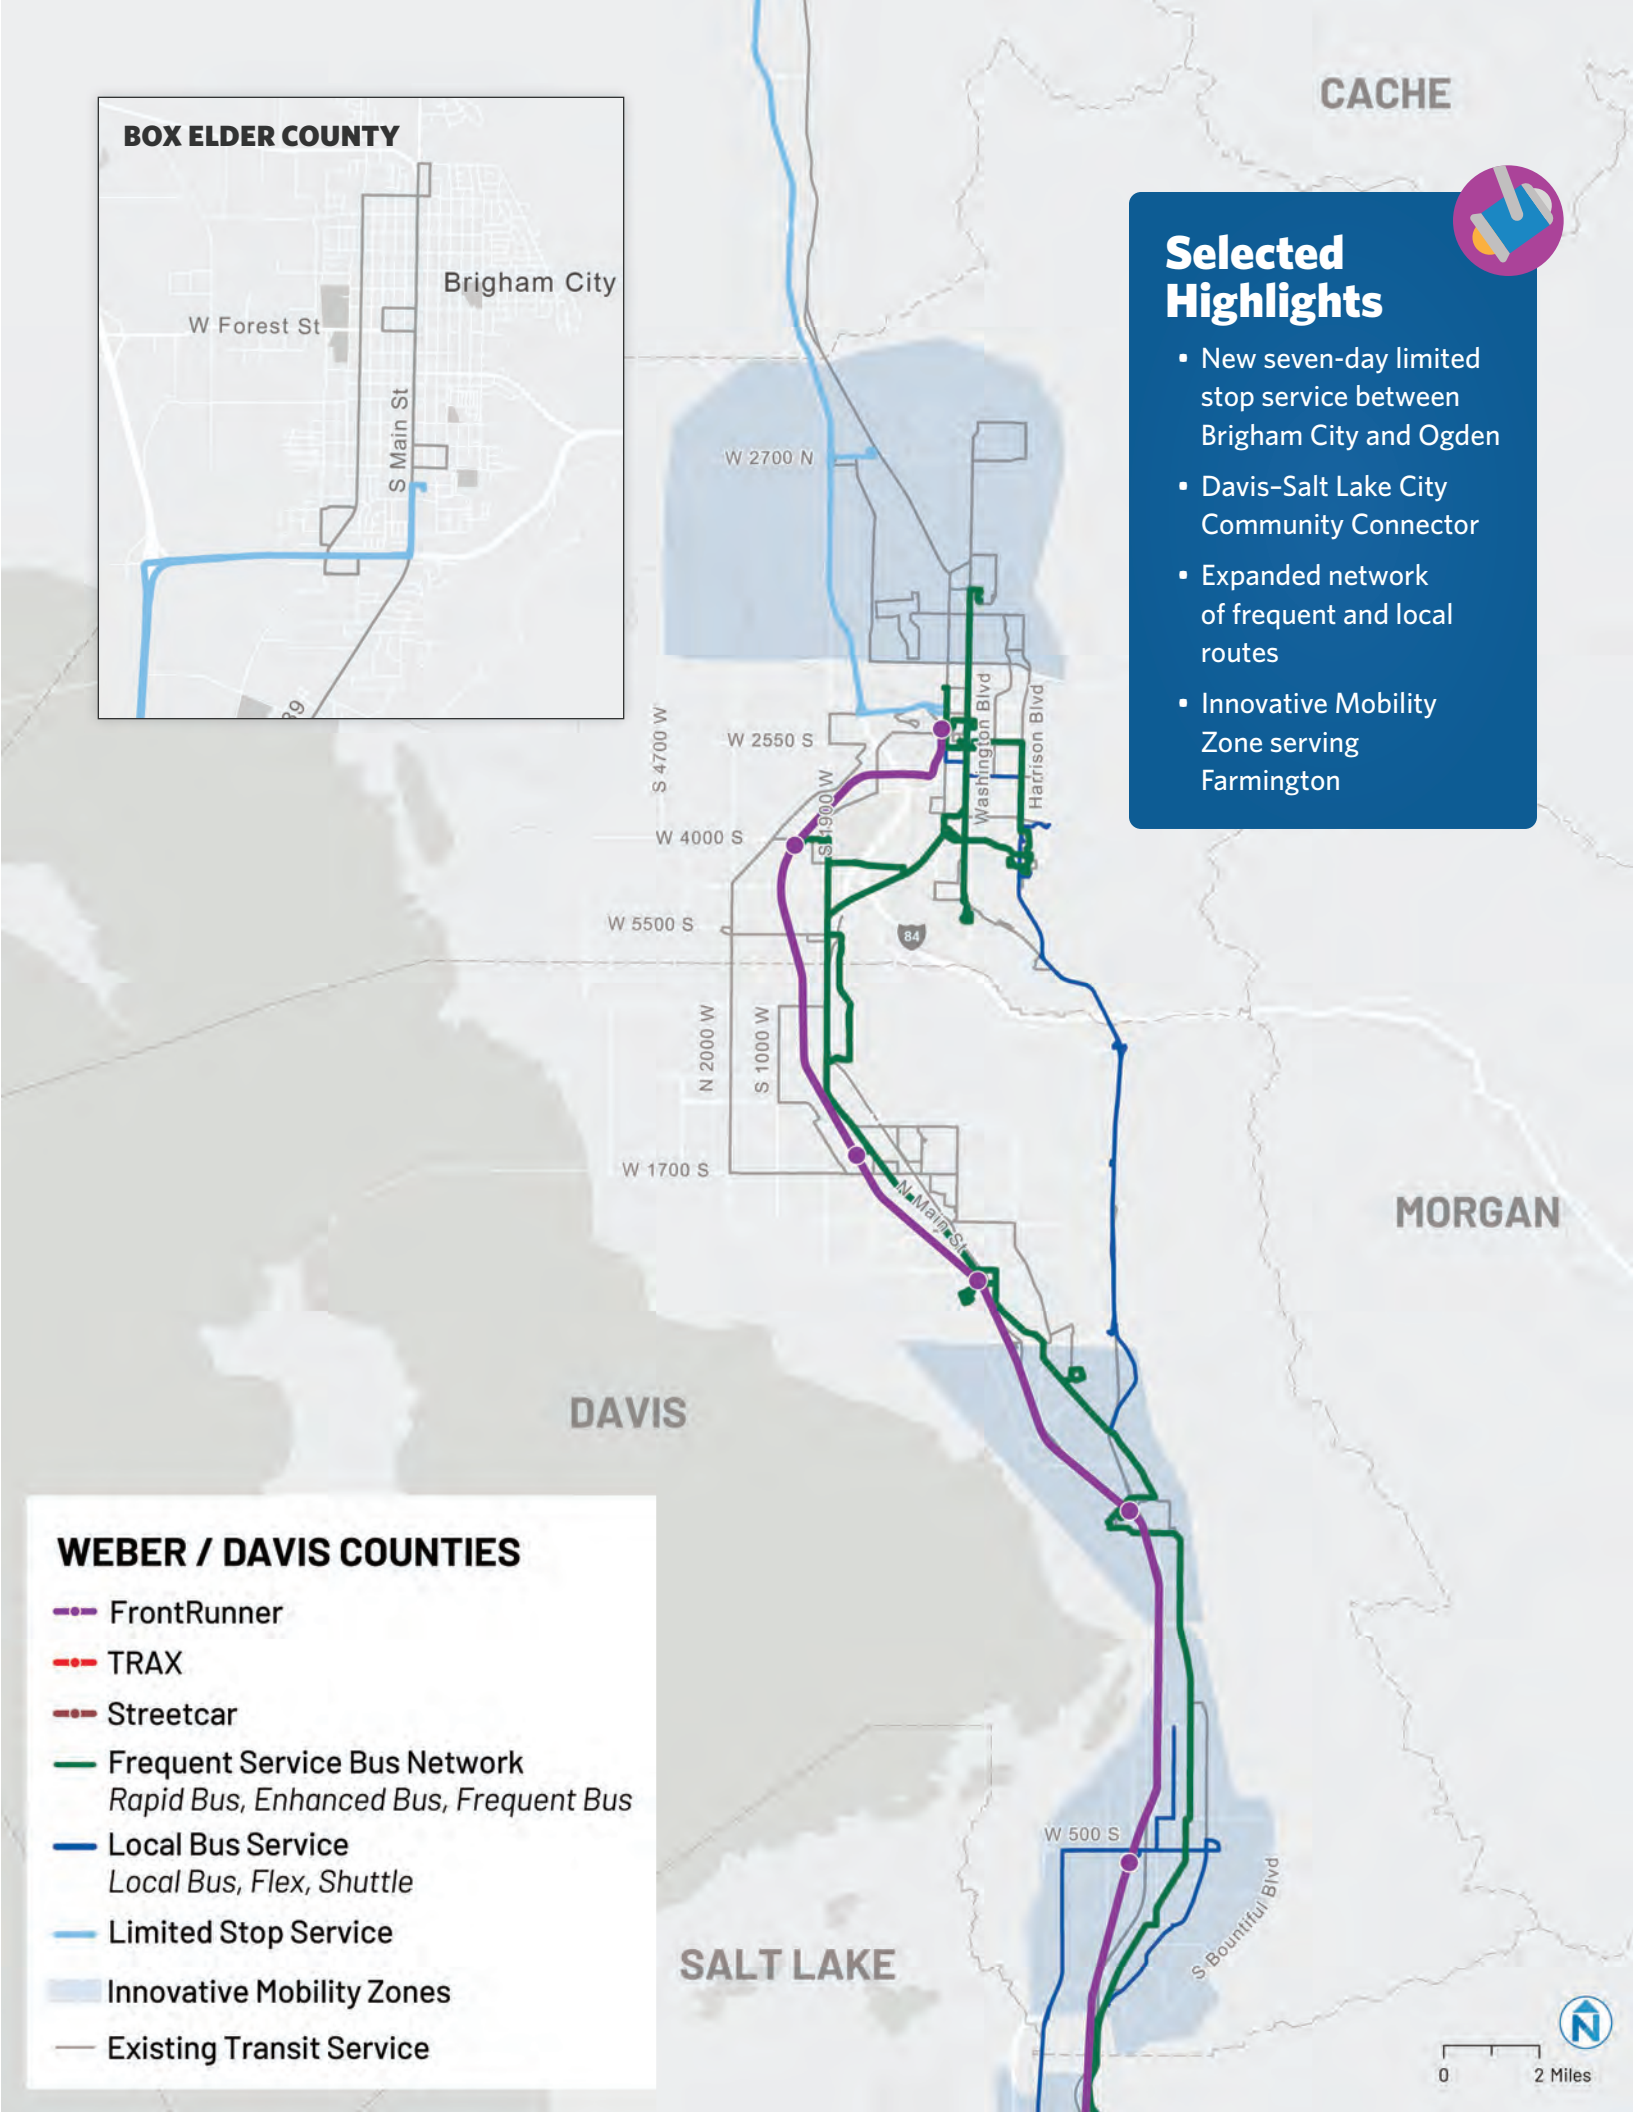 CACHE
BOX ELDER COUNTY
Brigham City
W Forest St
S Main St
89
Selected
Highlights
• New seven-day limited
stop service between
Brigham City and Ogden
• Davis–Salt Lake City
Community Connector
• Expanded network
of frequent and local
routes
• Innovative Mobility
Zone serving
Farmington
W 2700 N
S 4700 W
W 2550 S
Washington Blvd
Harrison Blvd
S 1900 W
W 4000 S
W 5500 S
84
N 2000 W
S 1000 W
W 1700 S
N Main St
MORGAN
DAVIS
WEBER / DAVIS COUNTIES
FrontRunner
TRAX
Streetcar
Frequent Service Bus Network
Rapid Bus, Enhanced Bus, Frequent Bus
Local Bus Service
Local Bus, Flex, Shuttle
Limited Stop Service
Innovative Mobility Zones
Existing Transit Service
W 500 S
S Bountiful Blvd
SALT LAKE
N
0 2 Miles